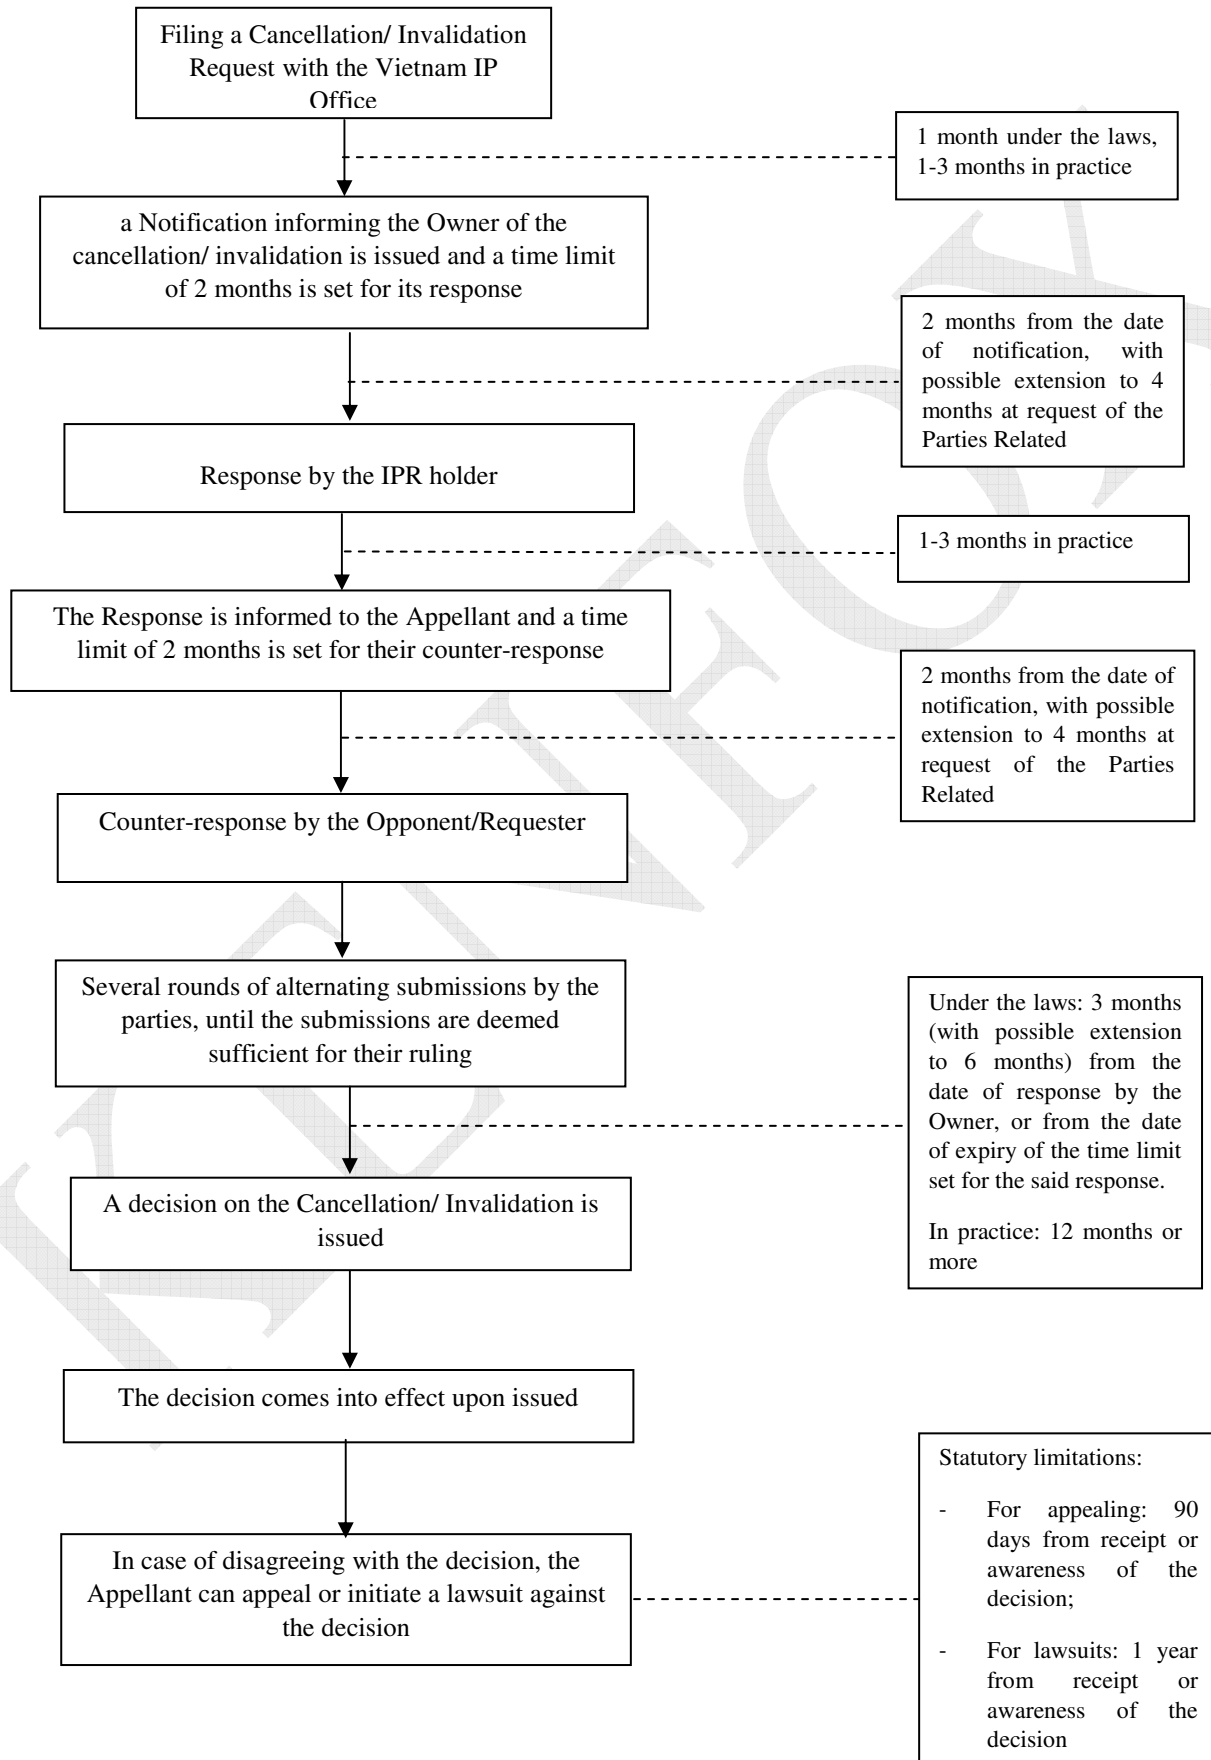 Filing a Cancellation/ Invalidation
Request with the Vietnam IP
Office
1 month under the laws,
1-3 months in practice
a Notification informing the Owner of the
cancellation/ invalidation is issued and a time limit
of 2 months is set for its response
2 months from the date
of notification, with
possible extension to 4
months at request of the
Parties Related
Response by the IPR holder
1-3 months in practice
The Response is informed to the Appellant and a time
limit of 2 months is set for their counter-response
2 months from the date of
notification, with possible
extension to 4 months at
request of the Parties
Related
Counter-response by the Opponent/Requester
Several rounds of alternating submissions by the
parties, until the submissions are deemed
sufficient for their ruling
Under the laws: 3 months
(with possible extension
to 6 months) from the
date of response by the
Owner, or from the date
of expiry of the time limit
set for the said response.
In practice: 12 months or
more
A decision on the Cancellation/ Invalidation is
issued
The decision comes into effect upon issued
Statutory limitations:
- For appealing: 90
days from receipt or
awareness of the
decision;
- For lawsuits: 1 year
from receipt or
awareness of the
decision
In case of disagreeing with the decision, the
Appellant can appeal or initiate a lawsuit against
the decision
KENFOX